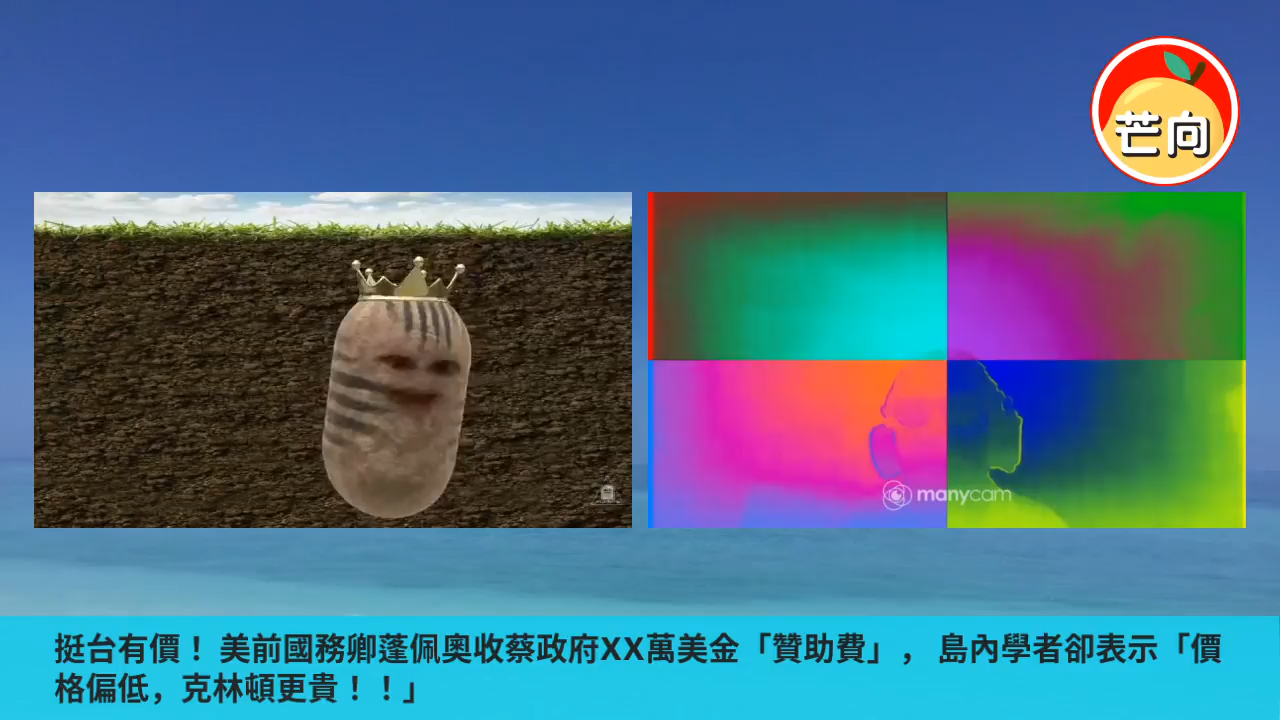 芒向
manycam
挺台有價！ 美前國務卿蓬佩奧收蔡政府XX萬美金「贊助費」， 島內學者卻表示「價
格偏低，克林頓更貴！！」